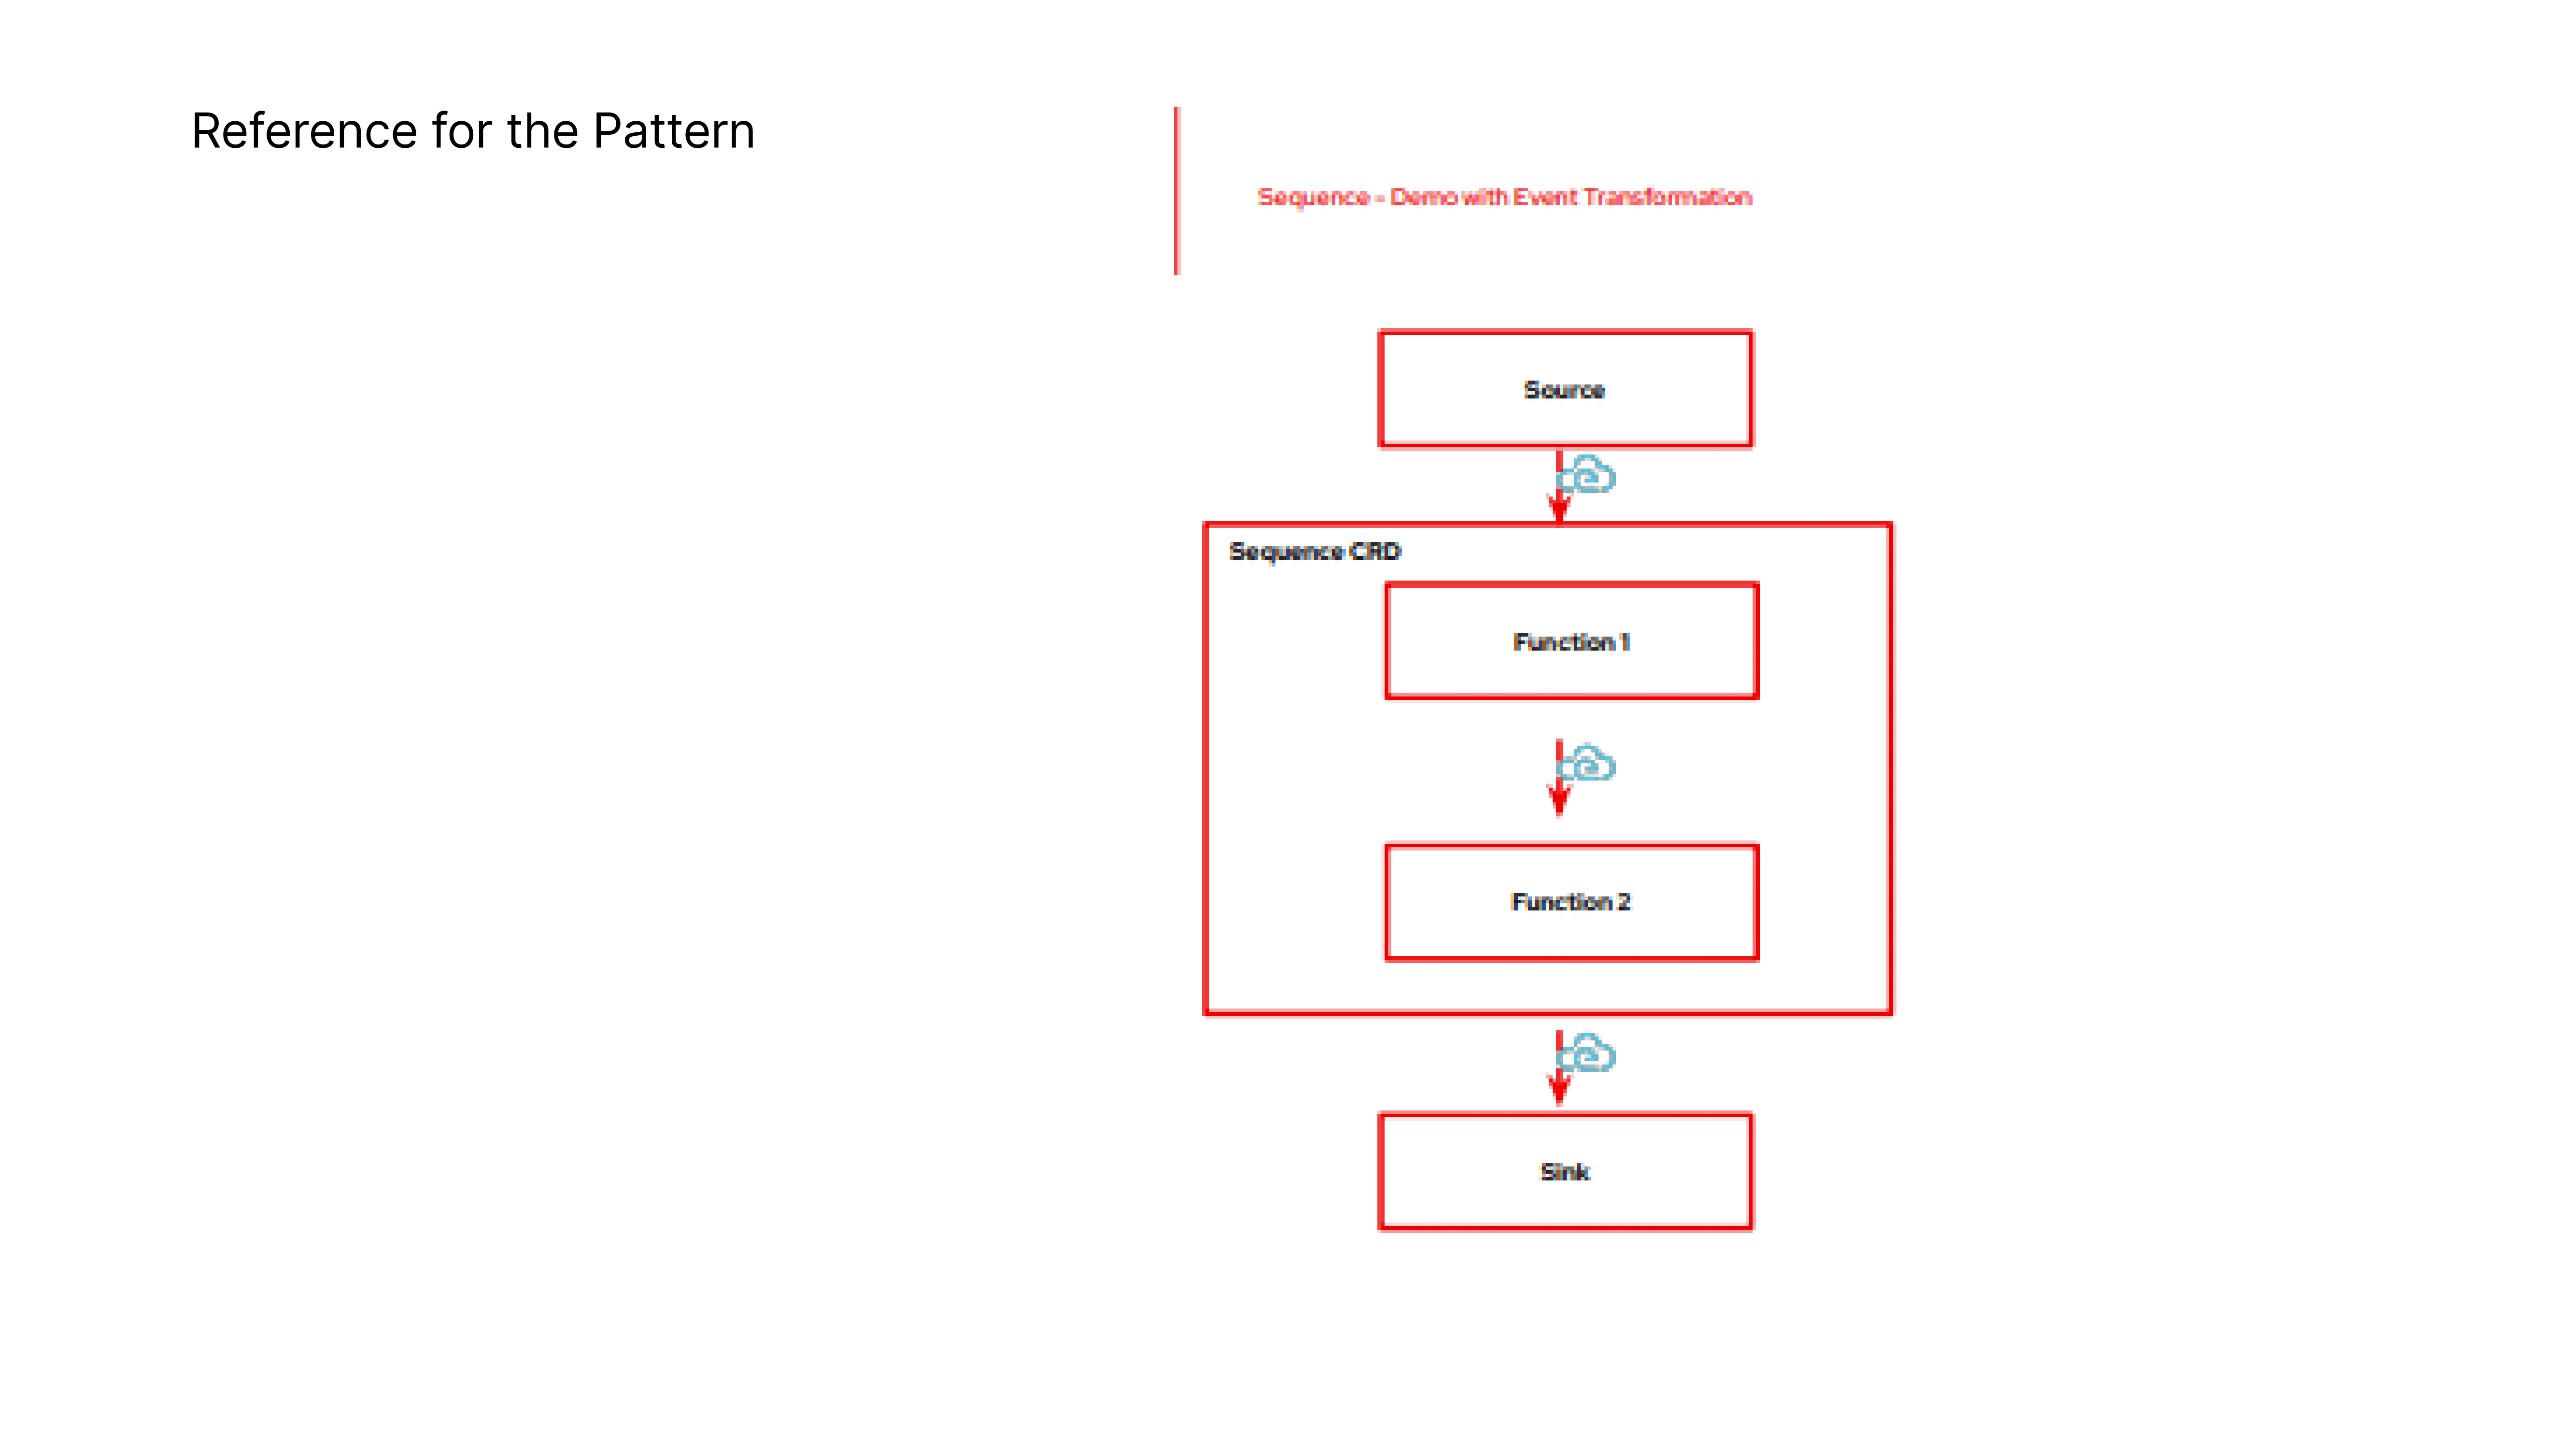 Reference for the Pattern
Sequence - Demo with Event Transformation
Source
Sequence CRD
Function 1
Function 2
Sink